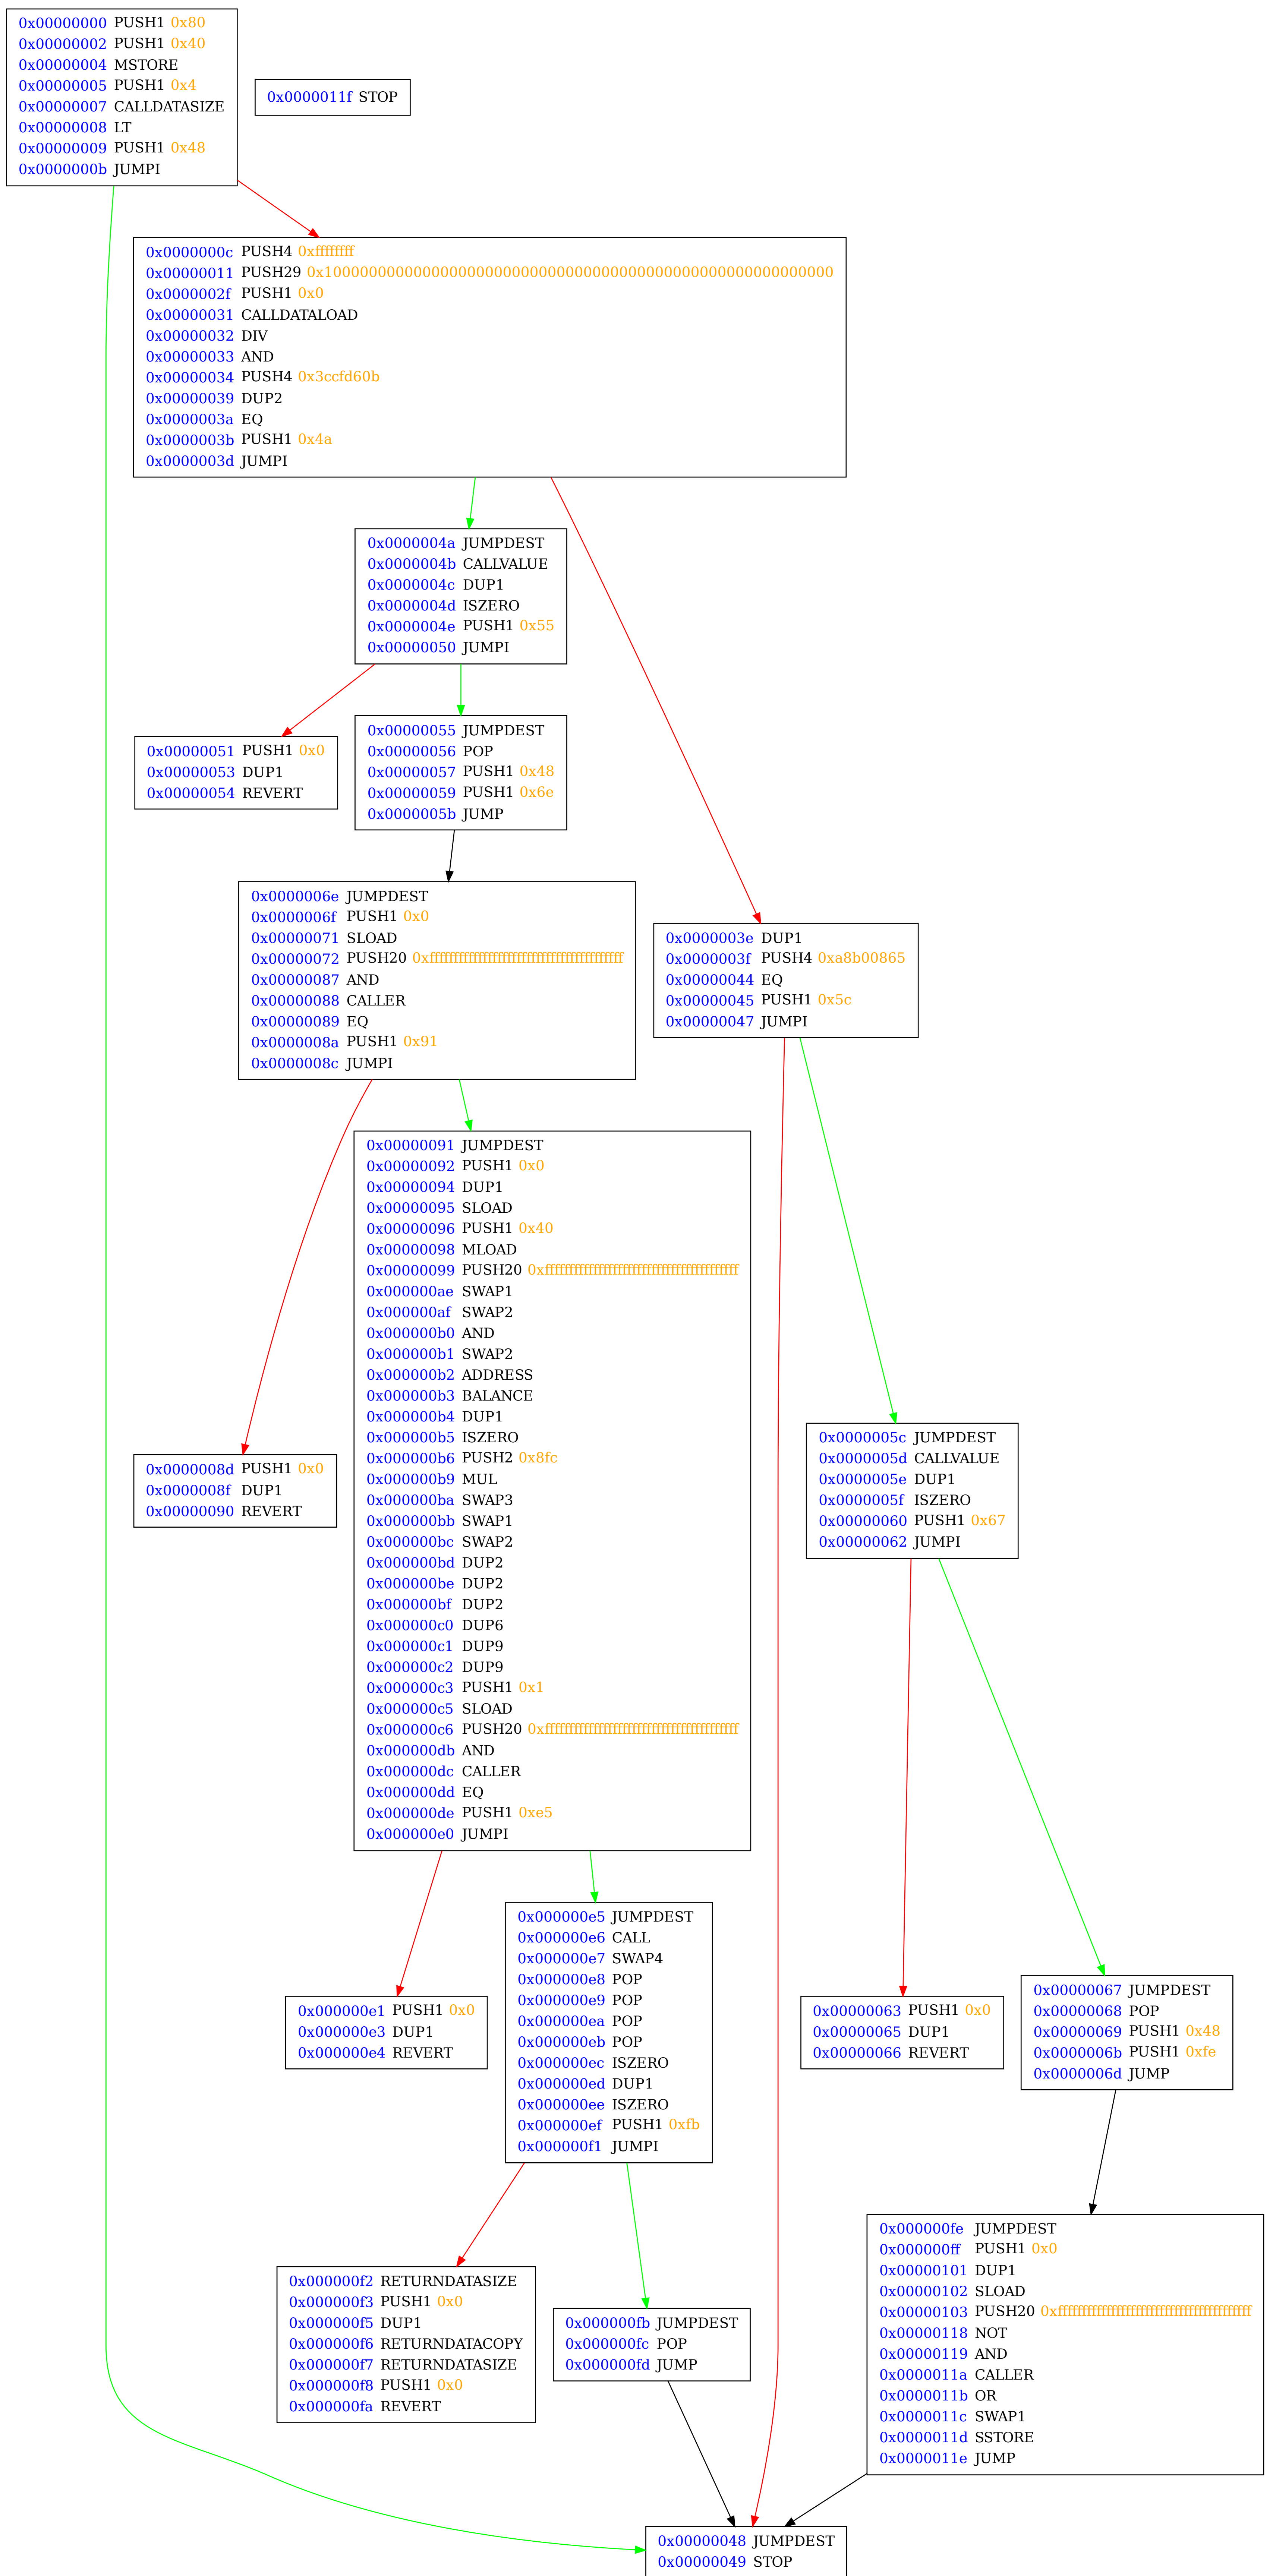 0x00000000 PUSH1 0x80
0x00000002 PUSH1 0x40
0x00000004 MSTORE
0x00000005 PUSH1 0x4
0x00000007 CALLDATASIZE
0x00000008 LT
0x00000009 PUSH1 0x48
0x0000000b JUMPI
0x0000011f STOP
0x0000000c PUSH4 0xffffffff
0x00000011 PUSH29 0x100000000000000000000000000000000000000000000000000000000
0x0000002f PUSH1 0x0
0x00000031 CALLDATALOAD
0x00000032 DIV
0x00000033 AND
0x00000034 PUSH4 0x3ccfd60b
0x00000039 DUP2
0x0000003a EQ
0x0000003b PUSH1 0x4a
0x0000003d JUMPI
0x0000004a JUMPDEST
0x0000004b CALLVALUE
0x0000004c DUP1
0x0000004d ISZERO
0x0000004e PUSH1 0x55
0x00000050 JUMPI
0x00000051 PUSH1 0x0
0x00000053 DUP1
0x00000054 REVERT
0x00000055 JUMPDEST
0x00000056 POP
0x00000057 PUSH1 0x48
0x00000059 PUSH1 0x6e
0x0000005b JUMP
0x0000006e JUMPDEST
0x0000006f PUSH1 0x0
0x00000071 SLOAD
0x00000072 PUSH20 0xffffffffffffffffffffffffffffffffffffffff
0x00000087 AND
0x00000088 CALLER
0x00000089 EQ
0x0000008a PUSH1 0x91
0x0000008c JUMPI
0x0000003e DUP1
0x0000003f PUSH4 0xa8b00865
0x00000044 EQ
0x00000045 PUSH1 0x5c
0x00000047 JUMPI
0x00000091 JUMPDEST
0x00000092 PUSH1 0x0
0x00000094 DUP1
0x00000095 SLOAD
0x00000096 PUSH1 0x40
0x00000098 MLOAD
0x00000099 PUSH20 0xffffffffffffffffffffffffffffffffffffffff
0x000000ae SWAP1
0x000000af SWAP2
0x000000b0 AND
0x000000b1 SWAP2
0x000000b2 ADDRESS
0x000000b3 BALANCE
0x000000b4 DUP1
0x000000b5 ISZERO
0x000000b6 PUSH2 0x8fc
0x000000b9 MUL
0x000000ba SWAP3
0x000000bb SWAP1
0x000000bc SWAP2
0x000000bd DUP2
0x000000be DUP2
0x000000bf DUP2
0x000000c0 DUP6
0x000000c1 DUP9
0x000000c2 DUP9
0x000000c3 PUSH1 0x1
0x000000c5 SLOAD
0x000000c6 PUSH20 0xffffffffffffffffffffffffffffffffffffffff
0x000000db AND
0x000000dc CALLER
0x000000dd EQ
0x000000de PUSH1 0xe5
0x000000e0 JUMPI
0x0000008d PUSH1 0x0
0x0000008f DUP1
0x00000090 REVERT
0x0000005c JUMPDEST
0x0000005d CALLVALUE
0x0000005e DUP1
0x0000005f ISZERO
0x00000060 PUSH1 0x67
0x00000062 JUMPI
0x000000e5 JUMPDEST
0x000000e6 CALL
0x000000e7 SWAP4
0x000000e8 POP
0x000000e9 POP
0x000000ea POP
0x000000eb POP
0x000000ec ISZERO
0x000000ed DUP1
0x000000ee ISZERO
0x000000ef PUSH1 0xfb
0x000000f1 JUMPI
0x000000e1 PUSH1 0x0
0x000000e3 DUP1
0x000000e4 REVERT
0x00000063 PUSH1 0x0
0x00000065 DUP1
0x00000066 REVERT
0x00000067 JUMPDEST
0x00000068 POP
0x00000069 PUSH1 0x48
0x0000006b PUSH1 0xfe
0x0000006d JUMP
0x000000f2 RETURNDATASIZE
0x000000f3 PUSH1 0x0
0x000000f5 DUP1
0x000000f6 RETURNDATACOPY
0x000000f7 RETURNDATASIZE
0x000000f8 PUSH1 0x0
0x000000fa REVERT
0x000000fb JUMPDEST
0x000000fc POP
0x000000fd JUMP
0x000000fe JUMPDEST
0x000000ff PUSH1 0x0
0x00000101 DUP1
0x00000102 SLOAD
0x00000103 PUSH20 0xffffffffffffffffffffffffffffffffffffffff
0x00000118 NOT
0x00000119 AND
0x0000011a CALLER
0x0000011b OR
0x0000011c SWAP1
0x0000011d SSTORE
0x0000011e JUMP
0x00000048 JUMPDEST
0x00000049 STOP